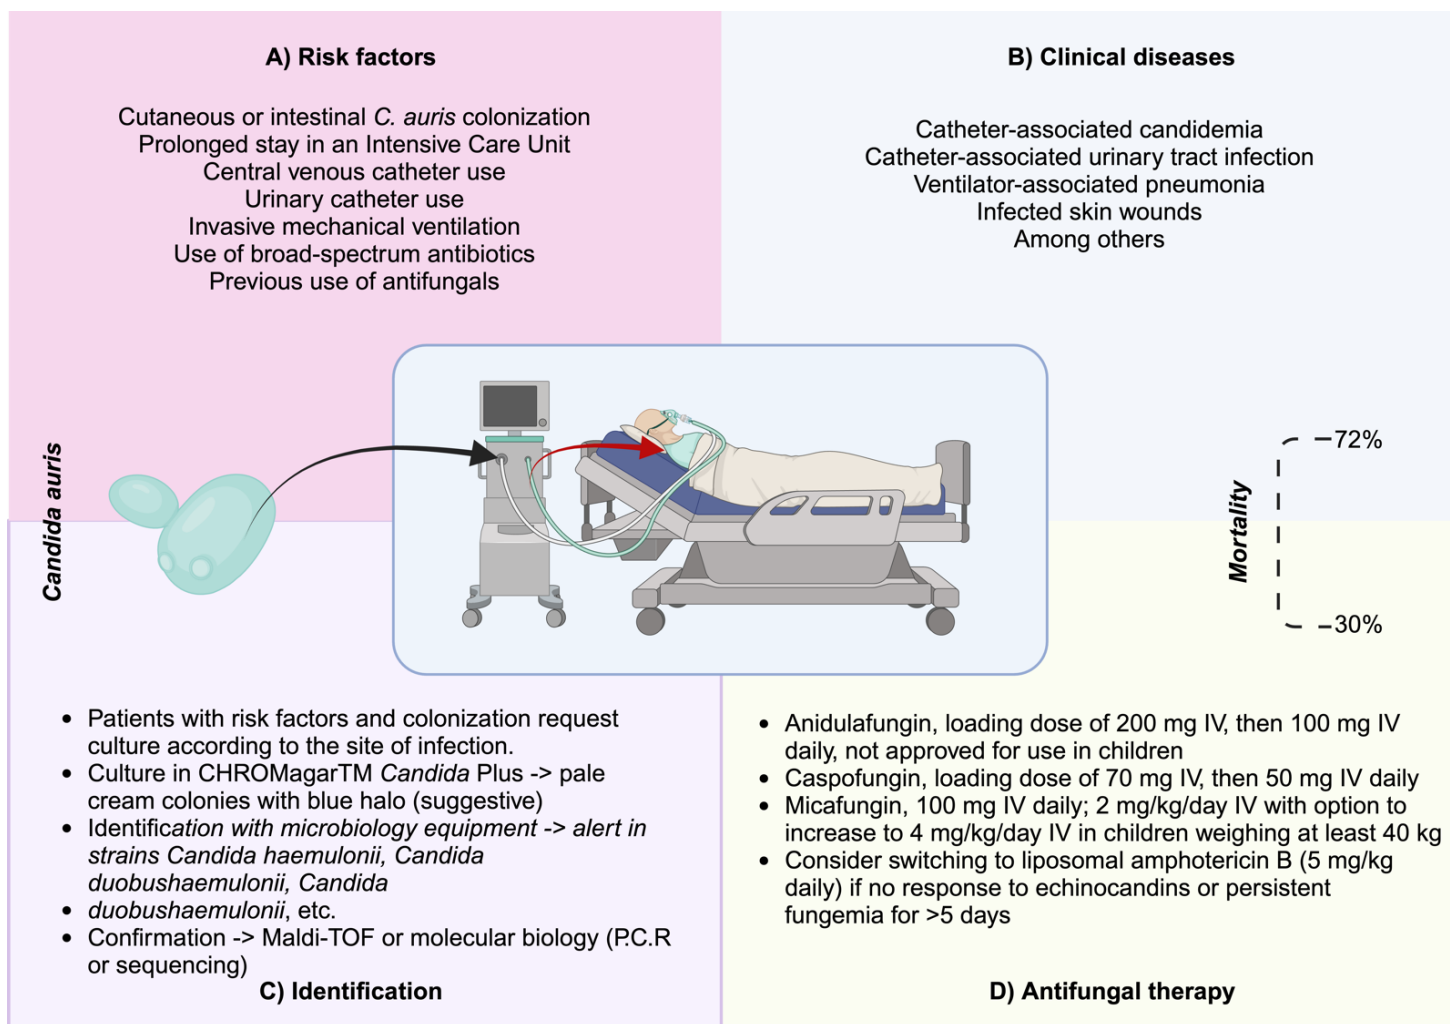 A) Risk factors
Cutaneous or intestinal C. auris colonization
Prolonged stay in an Intensive Care Unit
Central venous catheter use
Urinary catheter use
Invasive mechanical ventilation
Use of broad-spectrum antibiotics
Previous use of antifungals
B) Clinical diseases
Catheter-associated candidemia
Catheter-associated urinary tract infection
Ventilator-associated pneumonia
Infected skin wounds
Among others
Candida auris
Mortality
72%
30%
• Patients with risk factors and colonization request
culture according to the site of infection.
• Culture in CHROMagarTM Candida Plus -> pale
cream colonies with blue halo (suggestive)
• Identification with microbiology equipment -> alert in
strains Candida haemulonii, Candida
duobushaemulonii, Candida
• duobushaemulonii, etc.
• Confirmation -> Maldi-TOF or molecular biology (P.C.R
or sequencing)
C) Identification
• Anidulafungin, loading dose of 200 mg IV, then 100 mg IV
daily, not approved for use in children
• Caspofungin, loading dose of 70 mg IV, then 50 mg IV daily
• Micafungin, 100 mg IV daily; 2 mg/kg/day IV with option to
increase to 4 mg/kg/day IV in children weighing at least 40 kg
• Consider switching to liposomal amphotericin B (5 mg/kg
daily) if no response to echinocandins or persistent
fungemia for >5 days
D) Antifungal therapy